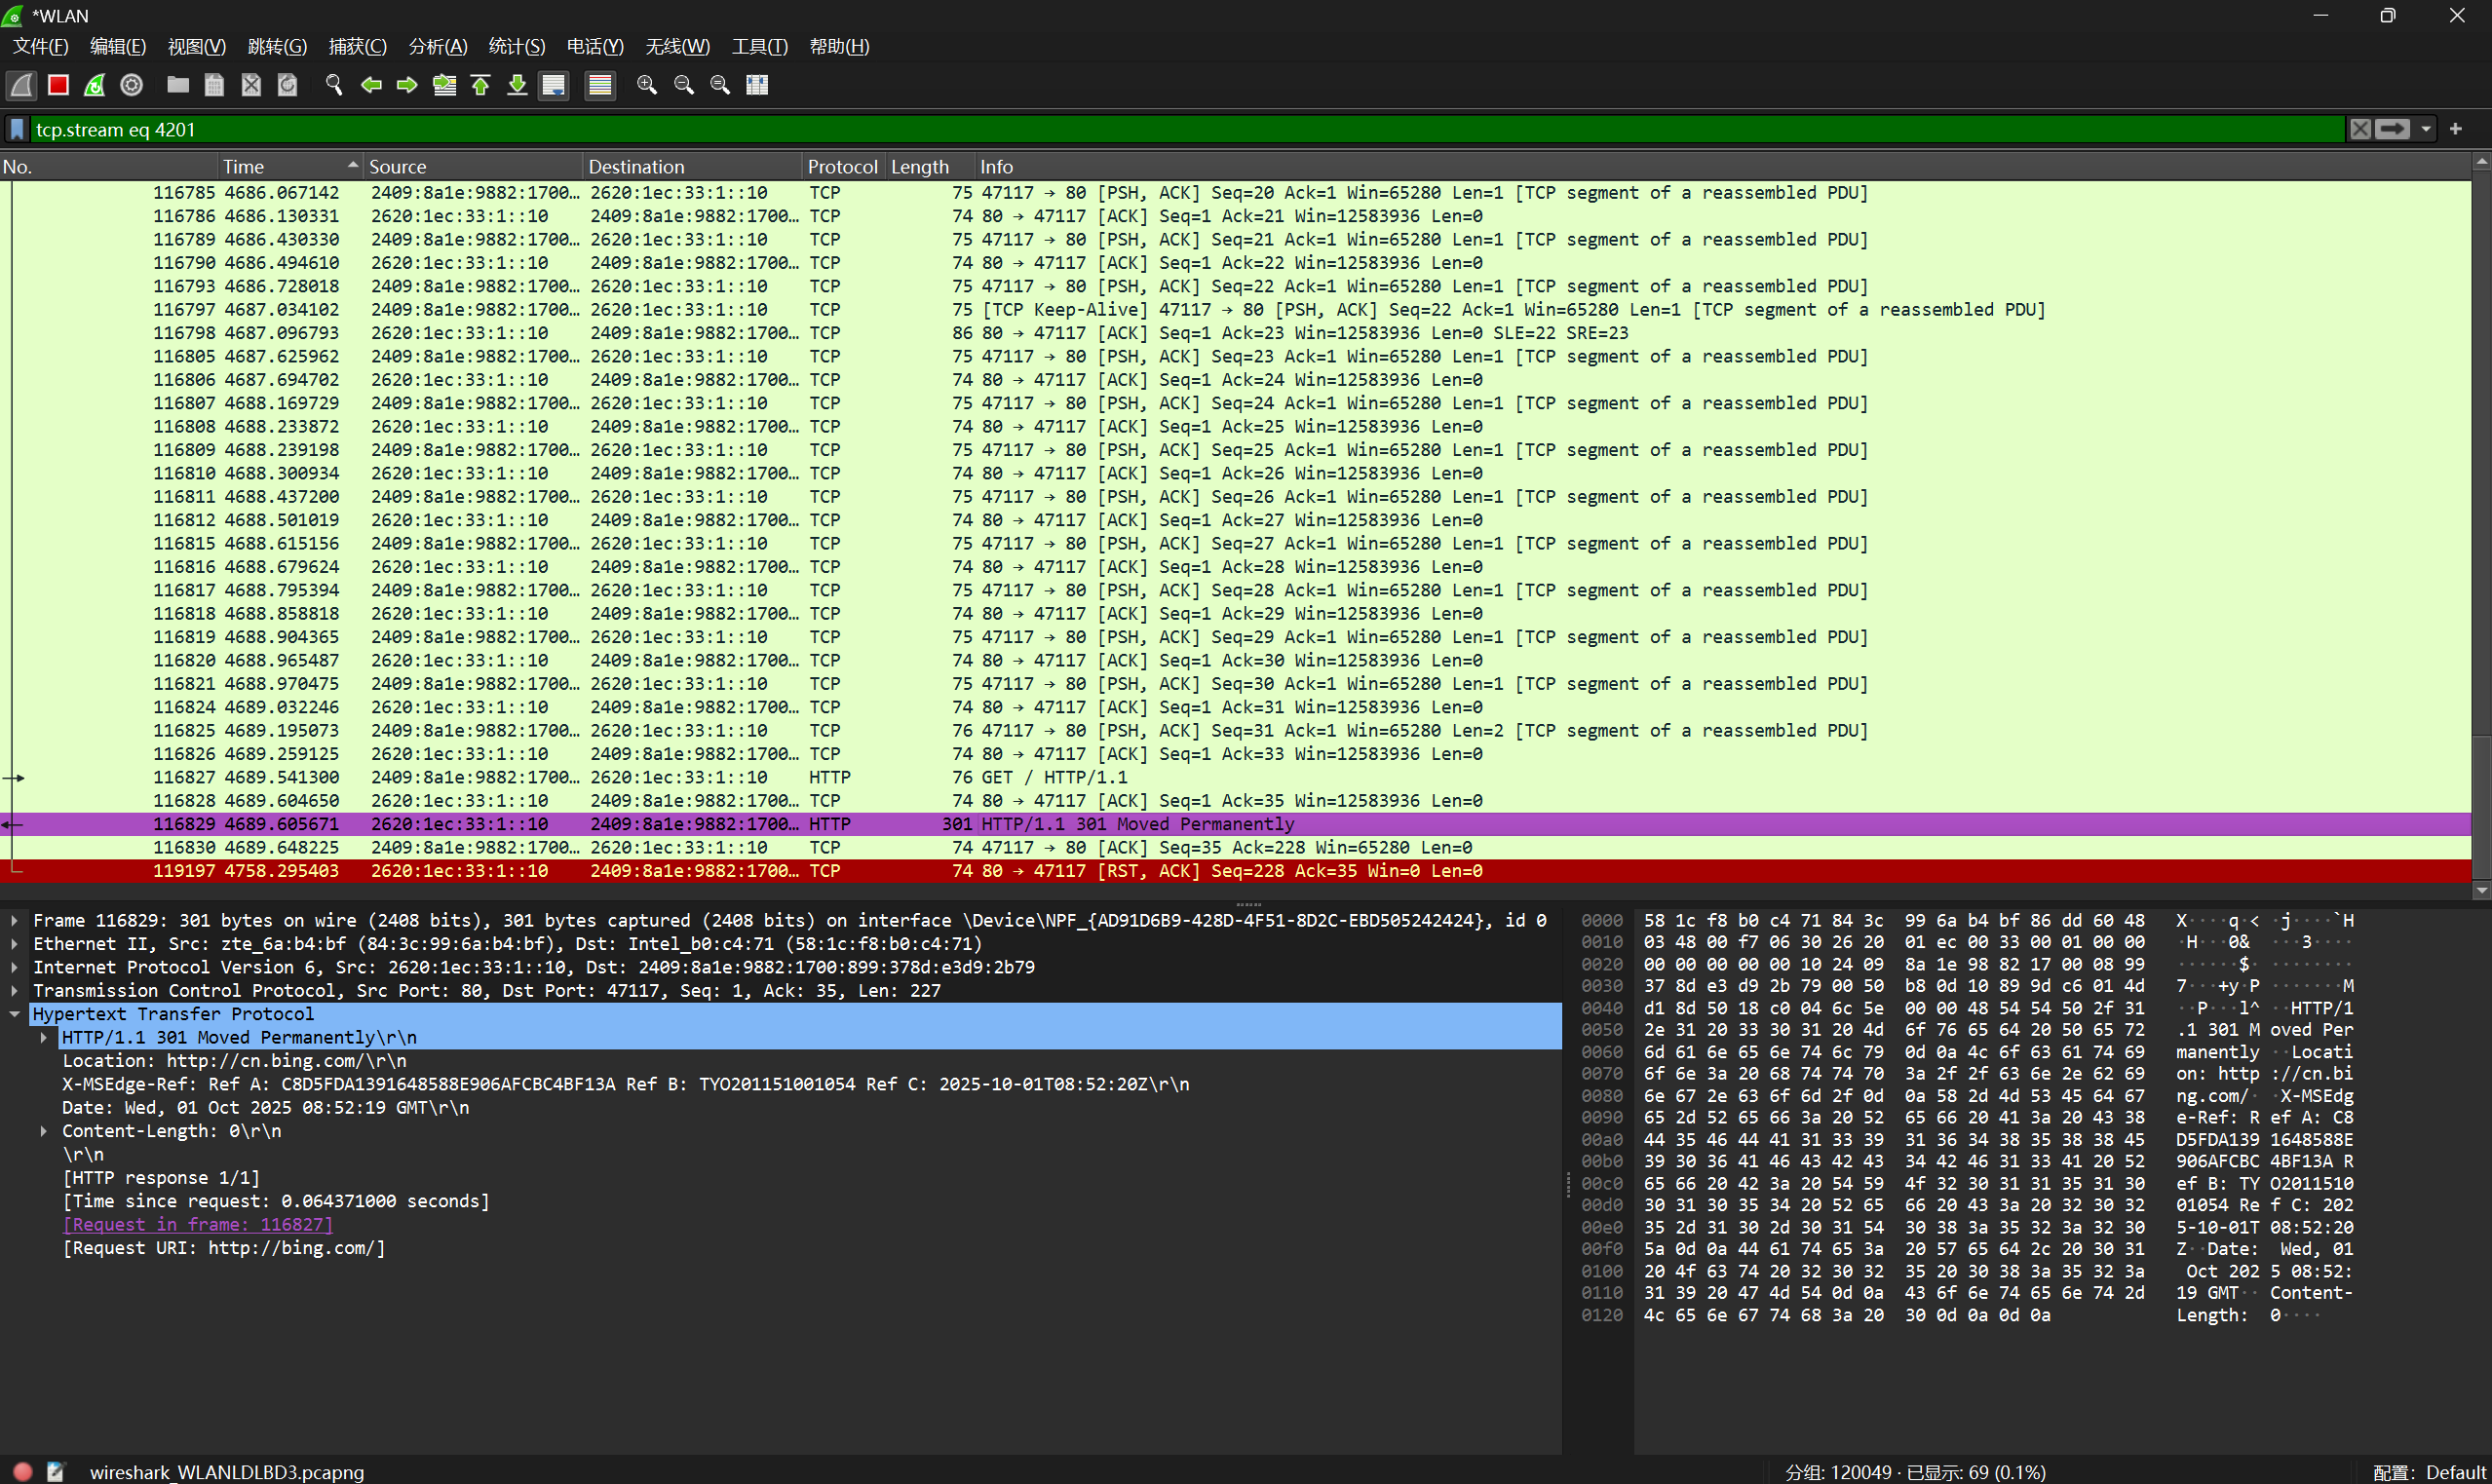 *WLAN
文件(F) 编辑(E) 视图(V) 跳转(G) 捕获(C) 分析(A) 统计(S) 电话(Y) 无线(W) 工具(T) 帮助(H)
tcp.stream eq 4201
No. Time Source Destination Protocol Length Info
116785 4686.067142 2409:8a1e:9882:1700… 2620:1ec:33:1::10 TCP 75 47117 → 80 [PSH, ACK] Seq=20 Ack=1 Win=65280 Len=1 [TCP segment of a reassembled PDU]
116786 4686.130331 2620:1ec:33:1::10 2409:8a1e:9882:1700… TCP 74 80 → 47117 [ACK] Seq=1 Ack=21 Win=12583936 Len=0
116789 4686.430330 2409:8a1e:9882:1700… 2620:1ec:33:1::10 TCP 75 47117 → 80 [PSH, ACK] Seq=21 Ack=1 Win=65280 Len=1 [TCP segment of a reassembled PDU]
116790 4686.494610 2620:1ec:33:1::10 2409:8a1e:9882:1700… TCP 74 80 → 47117 [ACK] Seq=1 Ack=22 Win=12583936 Len=0
116793 4686.728018 2409:8a1e:9882:1700… 2620:1ec:33:1::10 TCP 75 47117 → 80 [PSH, ACK] Seq=22 Ack=1 Win=65280 Len=1 [TCP segment of a reassembled PDU]
116797 4687.034102 2409:8a1e:9882:1700… 2620:1ec:33:1::10 TCP 75 [TCP Keep-Alive] 47117 → 80 [PSH, ACK] Seq=22 Ack=1 Win=65280 Len=1 [TCP segment of a reassembled PDU]
116798 4687.096793 2620:1ec:33:1::10 2409:8a1e:9882:1700… TCP 86 80 → 47117 [ACK] Seq=1 Ack=23 Win=12583936 Len=0 SLE=22 SRE=23
116805 4687.625962 2409:8a1e:9882:1700… 2620:1ec:33:1::10 TCP 75 47117 → 80 [PSH, ACK] Seq=23 Ack=1 Win=65280 Len=1 [TCP segment of a reassembled PDU]
116806 4687.694702 2620:1ec:33:1::10 2409:8a1e:9882:1700… TCP 74 80 → 47117 [ACK] Seq=1 Ack=24 Win=12583936 Len=0
116807 4688.169729 2409:8a1e:9882:1700… 2620:1ec:33:1::10 TCP 75 47117 → 80 [PSH, ACK] Seq=24 Ack=1 Win=65280 Len=1 [TCP segment of a reassembled PDU]
116808 4688.233872 2620:1ec:33:1::10 2409:8a1e:9882:1700… TCP 74 80 → 47117 [ACK] Seq=1 Ack=25 Win=12583936 Len=0
116809 4688.239198 2409:8a1e:9882:1700… 2620:1ec:33:1::10 TCP 75 47117 → 80 [PSH, ACK] Seq=25 Ack=1 Win=65280 Len=1 [TCP segment of a reassembled PDU]
116810 4688.300934 2620:1ec:33:1::10 2409:8a1e:9882:1700… TCP 74 80 → 47117 [ACK] Seq=1 Ack=26 Win=12583936 Len=0
116811 4688.437200 2409:8a1e:9882:1700… 2620:1ec:33:1::10 TCP 75 47117 → 80 [PSH, ACK] Seq=26 Ack=1 Win=65280 Len=1 [TCP segment of a reassembled PDU]
116812 4688.501019 2620:1ec:33:1::10 2409:8a1e:9882:1700… TCP 74 80 → 47117 [ACK] Seq=1 Ack=27 Win=12583936 Len=0
116815 4688.615156 2409:8a1e:9882:1700… 2620:1ec:33:1::10 TCP 75 47117 → 80 [PSH, ACK] Seq=27 Ack=1 Win=65280 Len=1 [TCP segment of a reassembled PDU]
116816 4688.679624 2620:1ec:33:1::10 2409:8a1e:9882:1700… TCP 74 80 → 47117 [ACK] Seq=1 Ack=28 Win=12583936 Len=0
116817 4688.795394 2409:8a1e:9882:1700… 2620:1ec:33:1::10 TCP 75 47117 → 80 [PSH, ACK] Seq=28 Ack=1 Win=65280 Len=1 [TCP segment of a reassembled PDU]
116818 4688.858818 2620:1ec:33:1::10 2409:8a1e:9882:1700… TCP 74 80 → 47117 [ACK] Seq=1 Ack=29 Win=12583936 Len=0
116819 4688.904365 2409:8a1e:9882:1700… 2620:1ec:33:1::10 TCP 75 47117 → 80 [PSH, ACK] Seq=29 Ack=1 Win=65280 Len=1 [TCP segment of a reassembled PDU]
116820 4688.965487 2620:1ec:33:1::10 2409:8a1e:9882:1700… TCP 74 80 → 47117 [ACK] Seq=1 Ack=30 Win=12583936 Len=0
116821 4688.970475 2409:8a1e:9882:1700… 2620:1ec:33:1::10 TCP 75 47117 → 80 [PSH, ACK] Seq=30 Ack=1 Win=65280 Len=1 [TCP segment of a reassembled PDU]
116824 4689.032246 2620:1ec:33:1::10 2409:8a1e:9882:1700… TCP 74 80 → 47117 [ACK] Seq=1 Ack=31 Win=12583936 Len=0
116825 4689.195073 2409:8a1e:9882:1700… 2620:1ec:33:1::10 TCP 76 47117 → 80 [PSH, ACK] Seq=31 Ack=1 Win=65280 Len=2 [TCP segment of a reassembled PDU]
116826 4689.259125 2620:1ec:33:1::10 2409:8a1e:9882:1700… TCP 74 80 → 47117 [ACK] Seq=1 Ack=33 Win=12583936 Len=0
116827 4689.541300 2409:8a1e:9882:1700… 2620:1ec:33:1::10 HTTP 76 GET / HTTP/1.1
116828 4689.604650 2620:1ec:33:1::10 2409:8a1e:9882:1700… TCP 74 80 → 47117 [ACK] Seq=1 Ack=35 Win=12583936 Len=0
116829 4689.605671 2620:1ec:33:1::10 2409:8a1e:9882:1700… HTTP 301 HTTP/1.1 301 Moved Permanently
116830 4689.648225 2409:8a1e:9882:1700… 2620:1ec:33:1::10 TCP 74 47117 → 80 [ACK] Seq=35 Ack=228 Win=65280 Len=0
119197 4758.295403 2620:1ec:33:1::10 2409:8a1e:9882:1700… TCP 74 80 → 47117 [RST, ACK] Seq=228 Ack=35 Win=0 Len=0
Frame 116829: 301 bytes on wire (2408 bits), 301 bytes captured (2408 bits) on interface \Device\NPF_{AD91D6B9-428D-4F51-8D2C-EBD505242424}, id 0
Ethernet II, Src: zte_6a:b4:bf (84:3c:99:6a:b4:bf), Dst: Intel_b0:c4:71 (58:1c:f8:b0:c4:71)
Internet Protocol Version 6, Src: 2620:1ec:33:1::10, Dst: 2409:8a1e:9882:1700:899:378d:e3d9:2b79
Transmission Control Protocol, Src Port: 80, Dst Port: 47117, Seq: 1, Ack: 35, Len: 227
Hypertext Transfer Protocol
HTTP/1.1 301 Moved Permanently\r\n
Location: http://cn.bing.com/\r\n
X-MSEdge-Ref: Ref A: C8D5FDA1391648588E906AFCBC4BF13A Ref B: TYO201151001054 Ref C: 2025-10-01T08:52:20Z\r\n
Date: Wed, 01 Oct 2025 08:52:19 GMT\r\n
Content-Length: 0\r\n
\r\n
[HTTP response 1/1]
[Time since request: 0.064371000 seconds]
[Request in frame: 116827]
[Request URI: http://bing.com/]
0000 58 1c f8 b0 c4 71 84 3c 99 6a b4 bf 86 dd 60 48 X····q·< ·j····`H
0010 03 48 00 f7 06 30 26 20 01 ec 00 33 00 01 00 00 ·H···0& ···3····
0020 00 00 00 00 00 10 24 09 8a 1e 98 82 17 00 08 99 ······$· ········
0030 37 8d e3 d9 2b 79 00 50 b8 0d 10 89 9d c6 01 4d 7···+y·P ·······M
0040 d1 8d 50 18 c0 04 6c 5e 00 00 48 54 54 50 2f 31 ··P···l^ ··HTTP/1
0050 2e 31 20 33 30 31 20 4d 6f 76 65 64 20 50 65 72 .1 301 M oved Per
0060 6d 61 6e 65 6e 74 6c 79 0d 0a 4c 6f 63 61 74 69 manently ··Locati
0070 6f 6e 3a 20 68 74 74 70 3a 2f 2f 63 6e 2e 62 69 on: http ://cn.bi
0080 6e 67 2e 63 6f 6d 2f 0d 0a 58 2d 4d 53 45 64 67 ng.com/· ·X-MSEdg
0090 65 2d 52 65 66 3a 20 52 65 66 20 41 3a 20 43 38 e-Ref: R ef A: C8
00a0 44 35 46 44 41 31 33 39 31 36 34 38 35 38 38 45 D5FDA139 1648588E
00b0 39 30 36 41 46 43 42 43 34 42 46 31 33 41 20 52 906AFCBC 4BF13A R
00c0 65 66 20 42 3a 20 54 59 4f 32 30 31 31 35 31 30 ef B: TY O2011510
00d0 30 31 30 35 34 20 52 65 66 20 43 3a 20 32 30 32 01054 Re f C: 202
00e0 35 2d 31 30 2d 30 31 54 30 38 3a 35 32 3a 32 30 5-10-01T 08:52:20
00f0 5a 0d 0a 44 61 74 65 3a 20 57 65 64 2c 20 30 31 Z··Date: Wed, 01
0100 20 4f 63 74 20 32 30 32 35 20 30 38 3a 35 32 3a Oct 202 5 08:52:
0110 31 39 20 47 4d 54 0d 0a 43 6f 6e 74 65 6e 74 2d 19 GMT·· Content-
0120 4c 65 6e 67 74 68 3a 20 30 0d 0a 0d 0a Length: 0····
wireshark_WLANLDLBD3.pcapng 分组: 120049 · 已显示: 69 (0.1%) 配置: Default